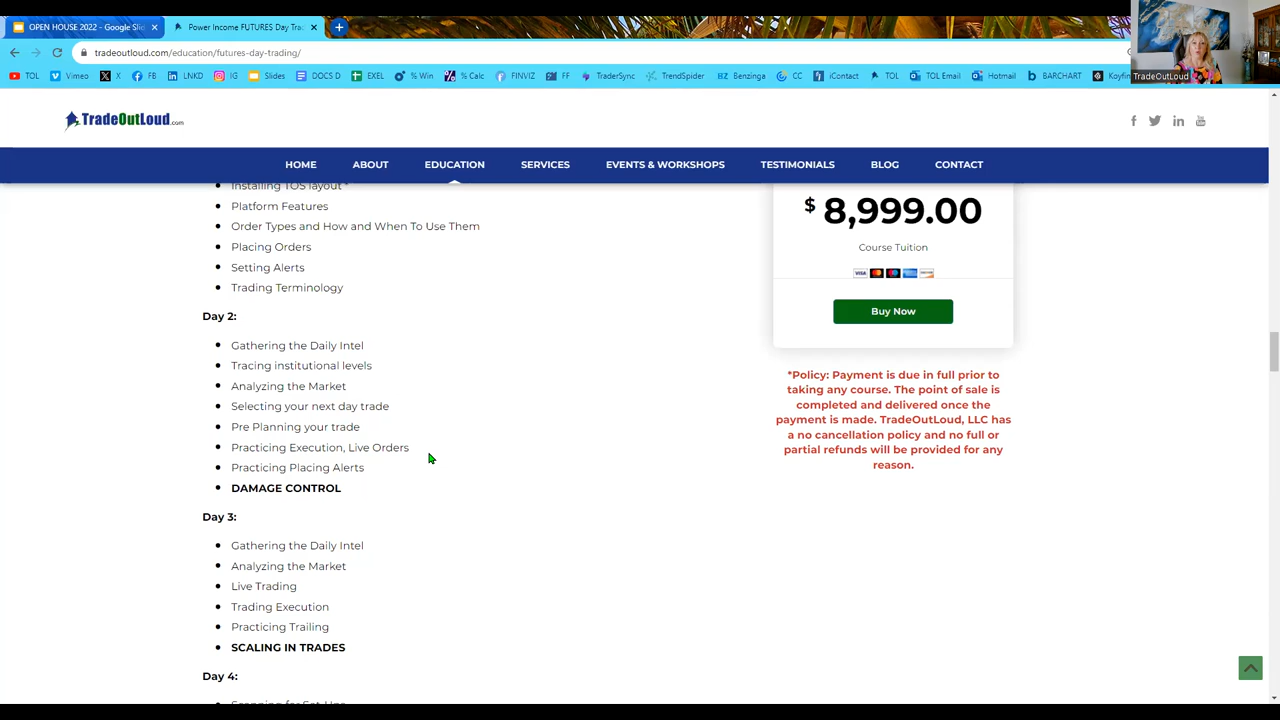 OPEN HOUSE 2022 – Google Slid
Power Income FUTURES Day Tra
tradeoutloud.com/education/futures-day-trading/
TOL Vimeo X FB LNKD IG Slides DOCS D EXEL % Win % Calc FINVIZ FF TraderSync TrendSpider Benzinga CC iContact TOL TOL Email Hotmail BARCHART Koyfin
TradeOutLoud
TradeOutLoud.com
HOME ABOUT EDUCATION SERVICES EVENTS & WORKSHOPS TESTIMONIALS BLOG CONTACT
Installing TOS layout *
Platform Features
Order Types and How and When To Use Them
Placing Orders
Setting Alerts
Trading Terminology
Day 2:
Gathering the Daily Intel
Tracing institutional levels
Analyzing the Market
Selecting your next day trade
Pre Planning your trade
Practicing Execution, Live Orders
Practicing Placing Alerts
DAMAGE CONTROL
Day 3:
Gathering the Daily Intel
Analyzing the Market
Live Trading
Trading Execution
Practicing Trailing
SCALING IN TRADES
Day 4:
$ 8,999.00
Course Tuition
VISA
Buy Now
*Policy: Payment is due in full prior to
taking any course. The point of sale is
completed and delivered once the
payment is made. TradeOutLoud, LLC has
a no cancellation policy and no full or
partial refunds will be provided for any
reason.